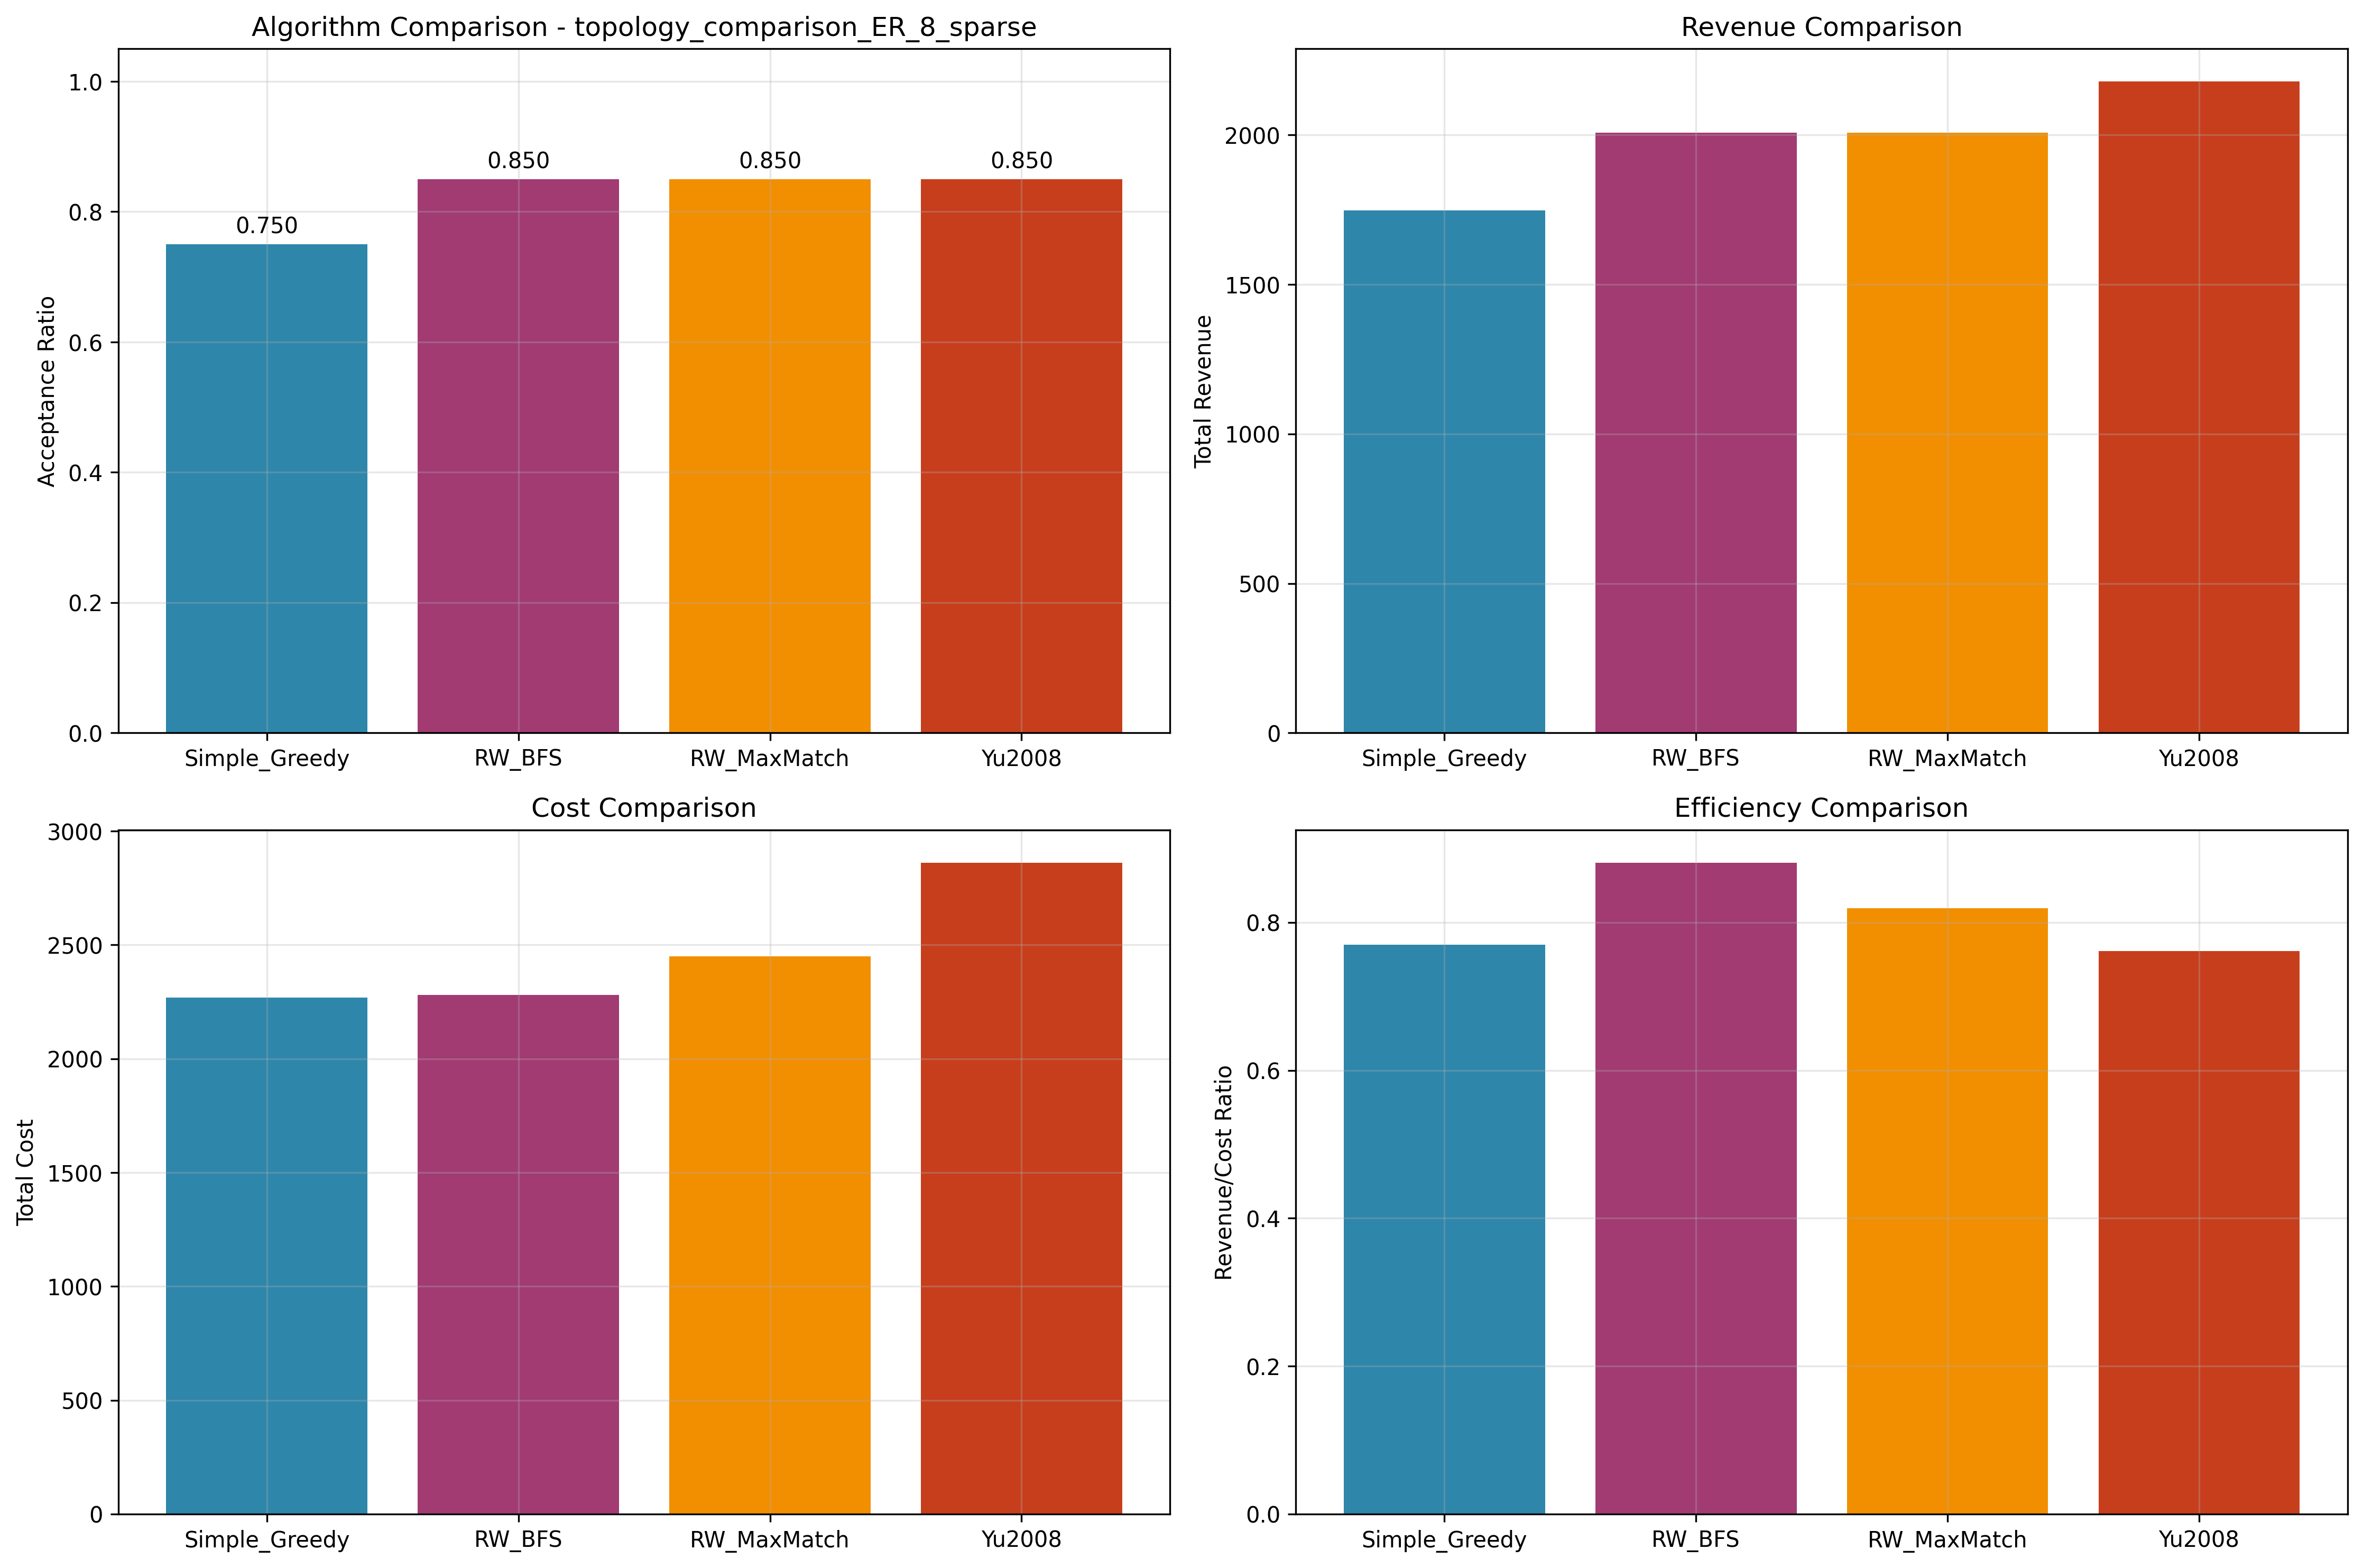 Algorithm Comparison - topology_comparison_ER_8_sparse
Acceptance Ratio
1.0
0.8
0.6
0.4
0.2
0.0
0.750
0.850
0.850
0.850
Simple_Greedy
RW_BFS
RW_MaxMatch
Yu2008
Revenue Comparison
Total Revenue
2000
1500
1000
500
0
Simple_Greedy
RW_BFS
RW_MaxMatch
Yu2008
Cost Comparison
Total Cost
3000
2500
2000
1500
1000
500
0
Simple_Greedy
RW_BFS
RW_MaxMatch
Yu2008
Efficiency Comparison
Revenue/Cost Ratio
0.8
0.6
0.4
0.2
0.0
Simple_Greedy
RW_BFS
RW_MaxMatch
Yu2008